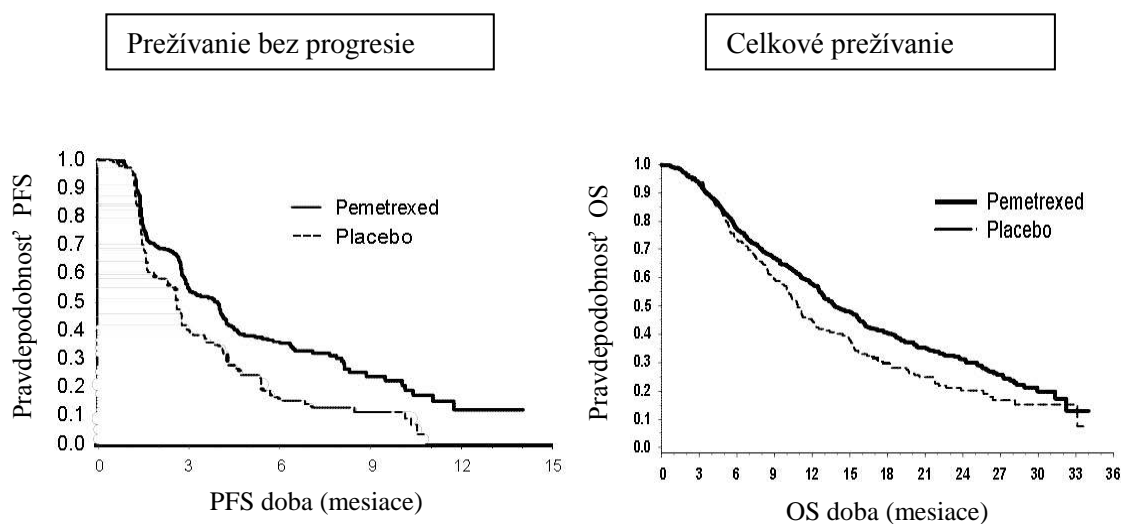 Prežívanie bez progresie
Celkové prežívanie
Pravdepodobnosť PFS
1.0
0.9
0.8
0.7
0.6
0.5
0.4
0.3
0.2
0.1
0.0
Pemetrexed
Placebo
0 3 6 9 12 15
PFS doba (mesiace)
Pravdepodobnosť OS
1.0
0.9
0.8
0.7
0.6
0.5
0.4
0.3
0.2
0.1
0.0
Pemetrexed
Placebo
0 3 6 9 12 15 18 21 24 27 30 33 36
OS doba (mesiace)